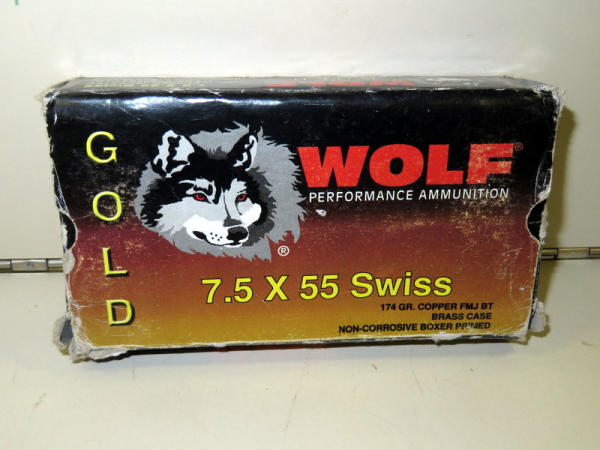 GOLD
WOLF®
PERFORMANCE AMMUNITION
®
7.5 X 55 Swiss
174 GR. COPPER FMJ BT
BRASS CASE
NON-CORROSIVE BOXER PRIMED